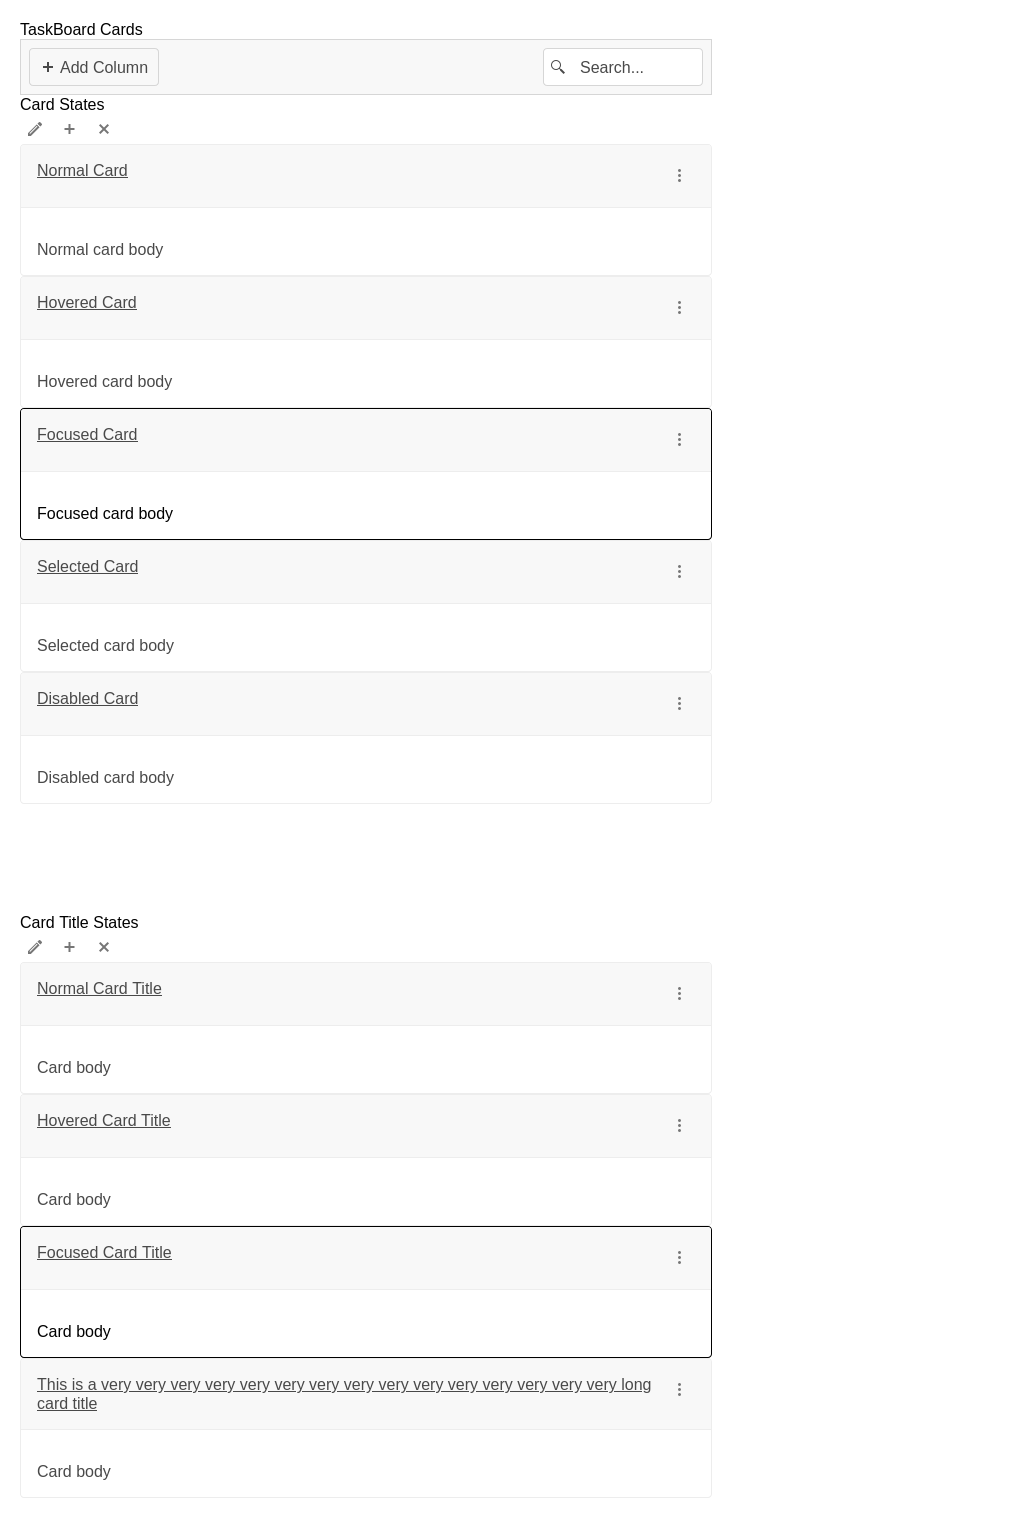 TaskBoard Cards
Add Column
Search...
Card States
Normal Card
Normal card body
Hovered Card
Hovered card body
Focused Card
Focused card body
Selected Card
Selected card body
Disabled Card
Disabled card body
Card Title States
Normal Card Title
Card body
Hovered Card Title
Card body
Focused Card Title
Card body
This is a very very very very very very very very very very very very very very very long
card title
Card body